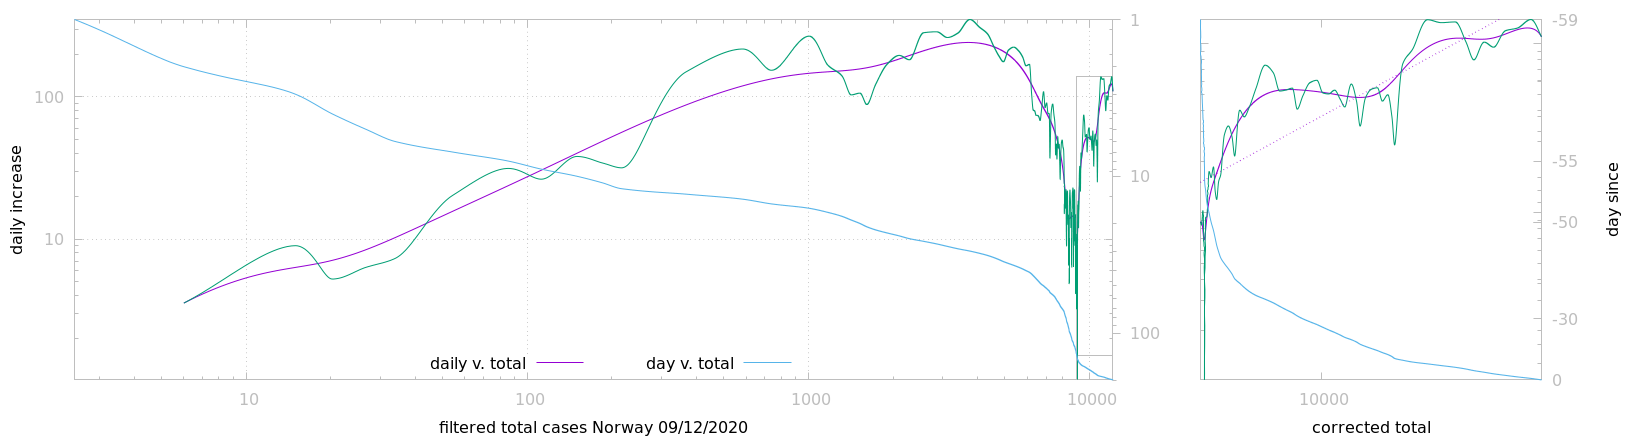 daily increase
100
10
daily v. total
day v. total
10
100
1000
10000
filtered total cases Norway 09/12/2020
1
10
100
10000
corrected total
-59
-55
-50
-30
0
day since